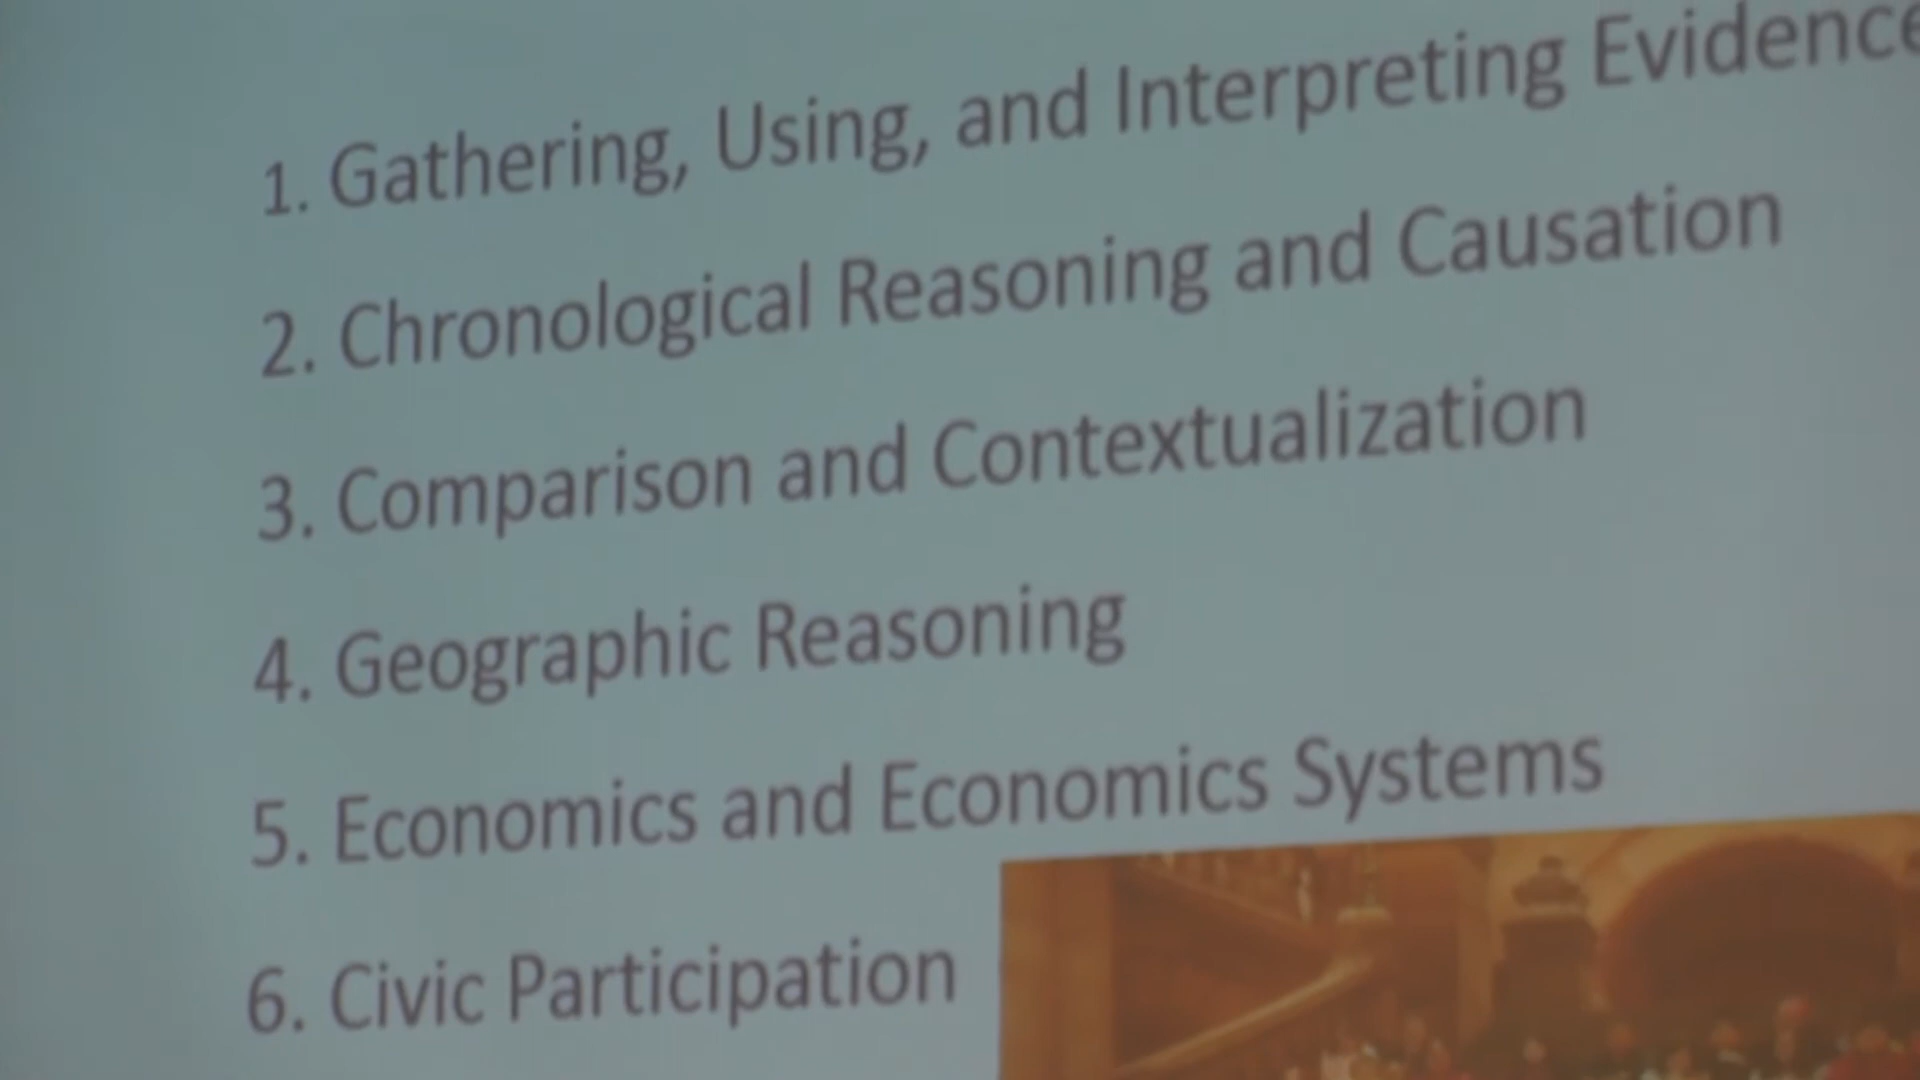 1. Gathering, Using, and Interpreting Evidence
2. Chronological Reasoning and Causation
3. Comparison and Contextualization
4. Geographic Reasoning
5. Economics and Economics Systems
6. Civic Participation